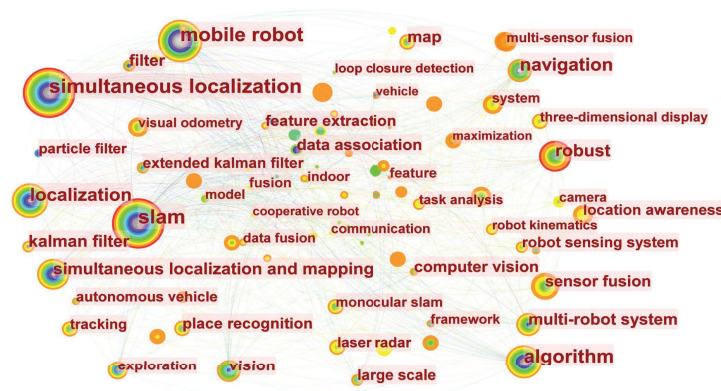 mobile robot
map
multi-sensor fusion
filter
loop closure detection
navigation
simultaneous localization
vehicle
system
visual odometry
feature extraction
three-dimensional display
data association
maximization
particle filter
robust
extended kalman filter
feature
fusion
indoor
localization
model
task analysis
camera
slam
cooperative robot
location awareness
communication
robot kinematics
kalman filter
data fusion
robot sensing system
simultaneous localization and mapping
computer vision
sensor fusion
autonomous vehicle
monocular slam
tracking
place recognition
framework
multi-robot system
laser radar
algorithm
exploration
vision
large scale